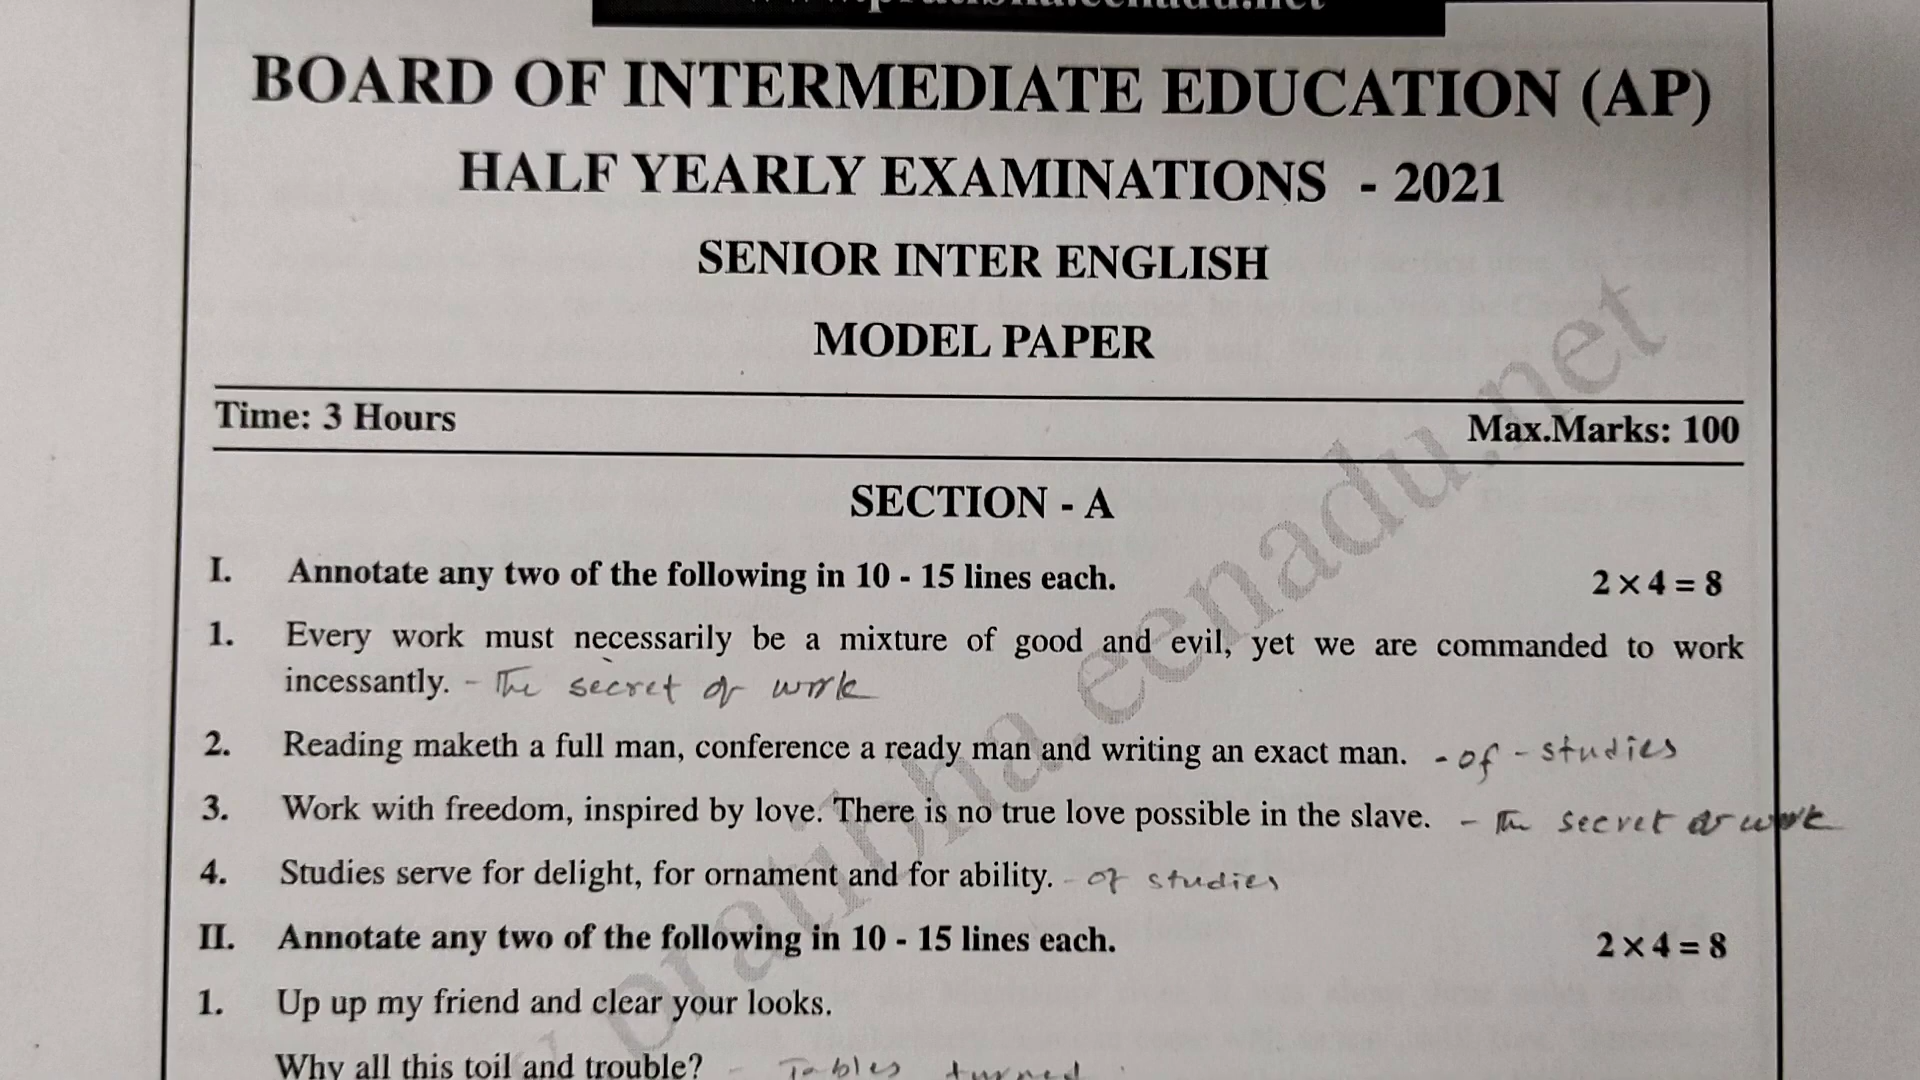 www.pratibha.eenadu.net
BOARD OF INTERMEDIATE EDUCATION (AP)
HALF YEARLY EXAMINATIONS - 2021
SENIOR INTER ENGLISH
MODEL PAPER
Time: 3 Hours Max.Marks: 100
SECTION - A
I. Annotate any two of the following in 10 - 15 lines each. 2 × 4 = 8
1. Every work must necessarily be a mixture of good and evil, yet we are commanded to work
incessantly. - The secret of work
2. Reading maketh a full man, conference a ready man and writing an exact man. - of - studies
3. Work with freedom, inspired by love. There is no true love possible in the slave. - The secret of work
4. Studies serve for delight, for ornament and for ability. - of studies
II. Annotate any two of the following in 10 - 15 lines each. 2 × 4 = 8
1. Up up my friend and clear your looks.
Why all this toil and trouble? - Tables turned
pratibha.eenadu.net